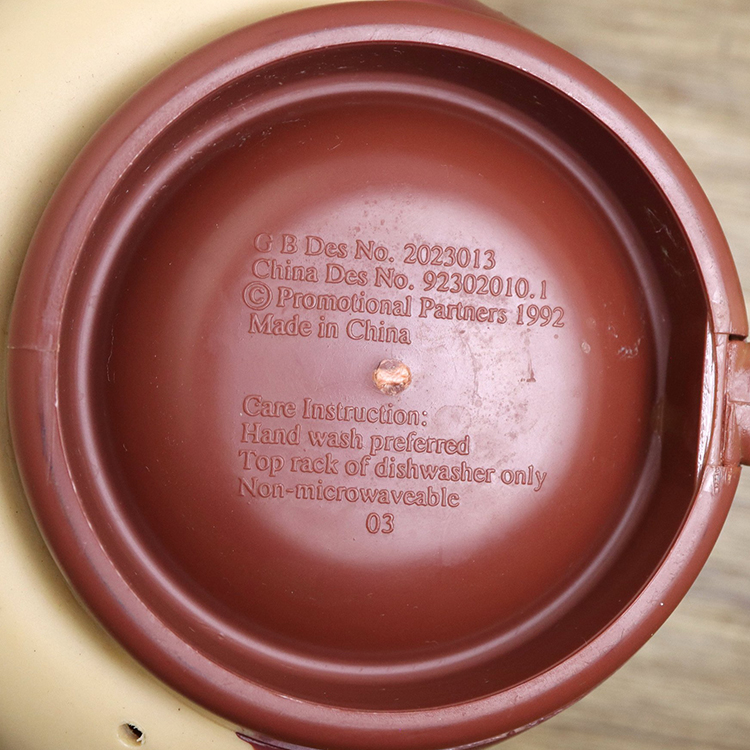 G B Des No. 2023013
China Des No. 92302010.1
© Promotional Partners 1992
Made in China
Care Instruction:
Hand wash preferred
Top rack of dishwasher only
Non-microwaveable
03